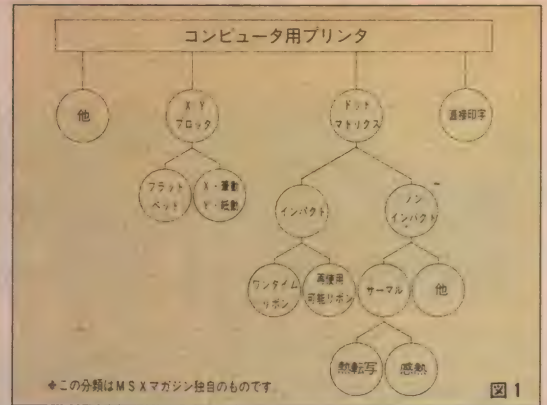 コンピュータ用プリンタ
他
XY
プロッタ
ドット
マトリクス
直接印字
フラット
ベッド
X・筆動
Y・紙動
インパクト
ノン
インパクト
ワンタイム
リボン
再使用
可能リボン
サーマル
他
熱転写
感熱
◆この分類はMSXマガジン独自のものです。
図1